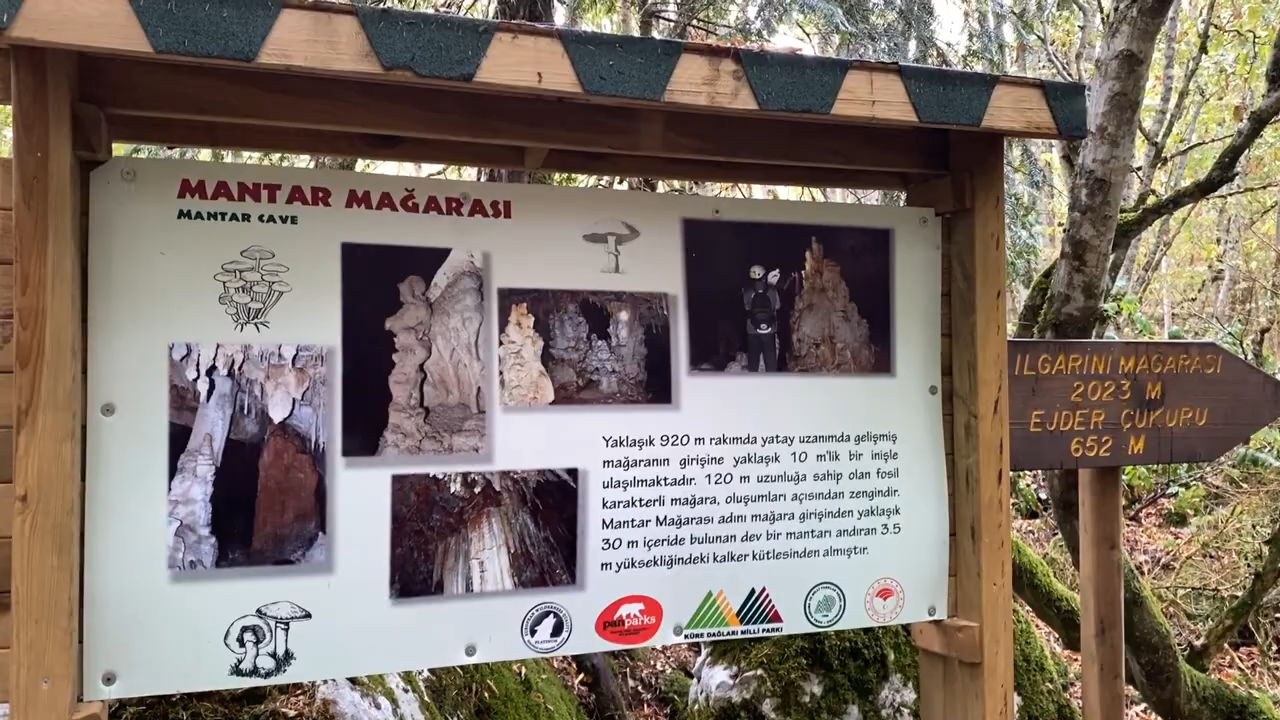 MANTAR MAĞARASI
MANTAR CAVE
Yaklaşık 920 m rakımda yatay uzanımda gelişmiş
mağaranın girişine yaklaşık 10 m'lik bir inişle
ulaşılmaktadır. 120 m uzunluğa sahip olan fosil
karakterli mağara, oluşumları açısından zengindir.
Mantar Mağarası adını mağara girişinden yaklaşık
30 m içeride bulunan dev bir mantarı andıran 3.5
m yüksekliğindeki kalker kütlesinden almıştır.
PLATINUM
panparks
KÜRE DAĞLARI MİLLİ PARKI
ILGARİNİ MAĞARASI
2023 M
EJDER ÇUKURU
652 M